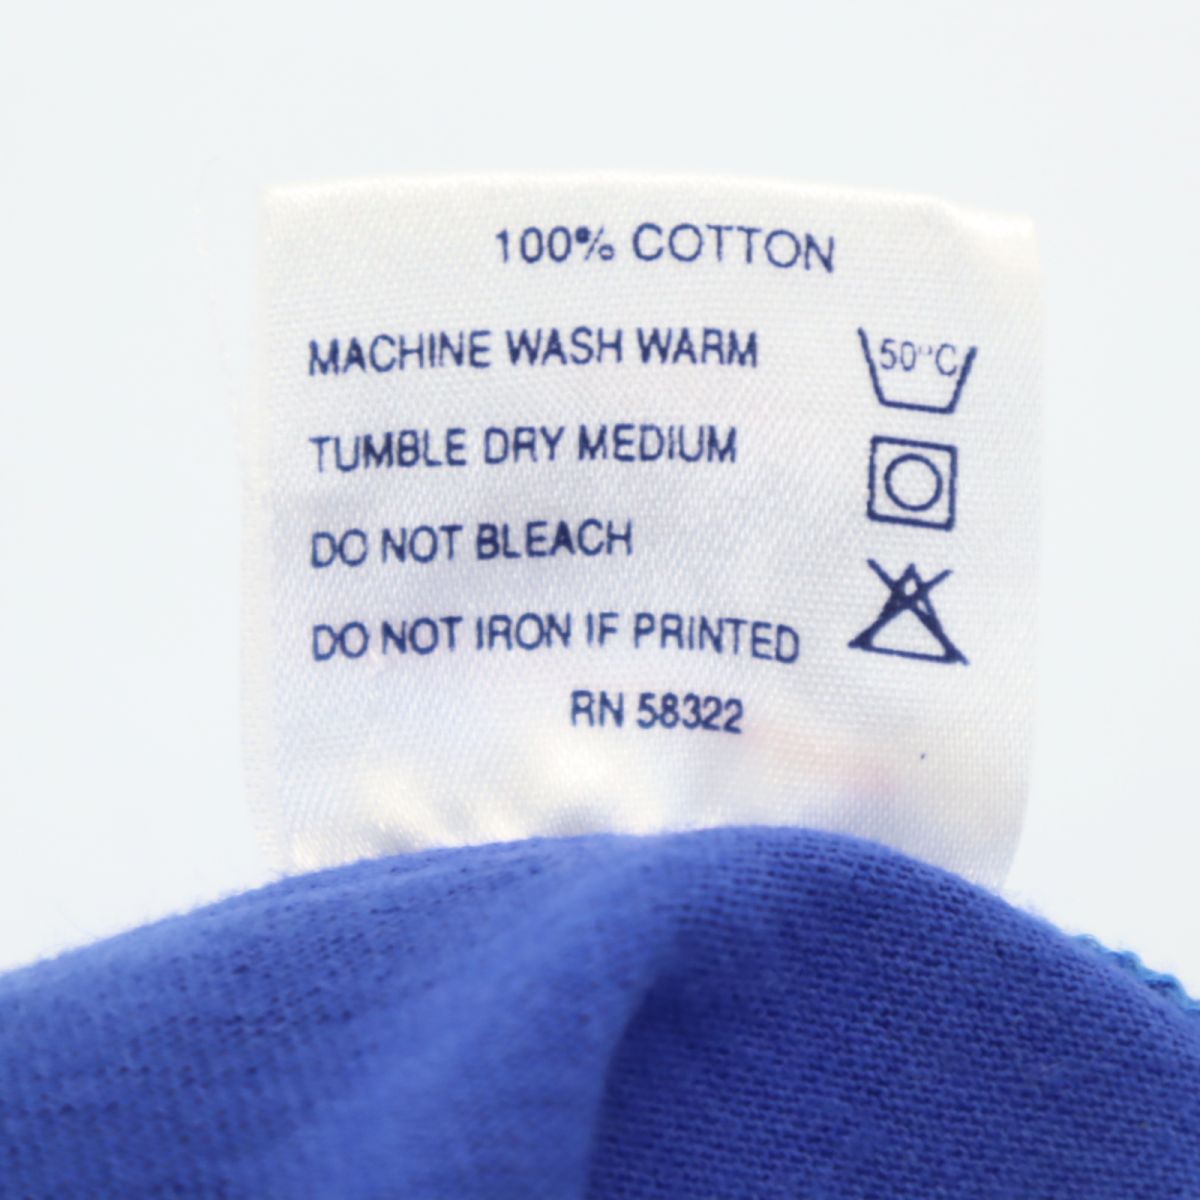 100% COTTON
MACHINE WASH WARM
50°C
TUMBLE DRY MEDIUM
DO NOT BLEACH
DO NOT IRON IF PRINTED
RN 58322